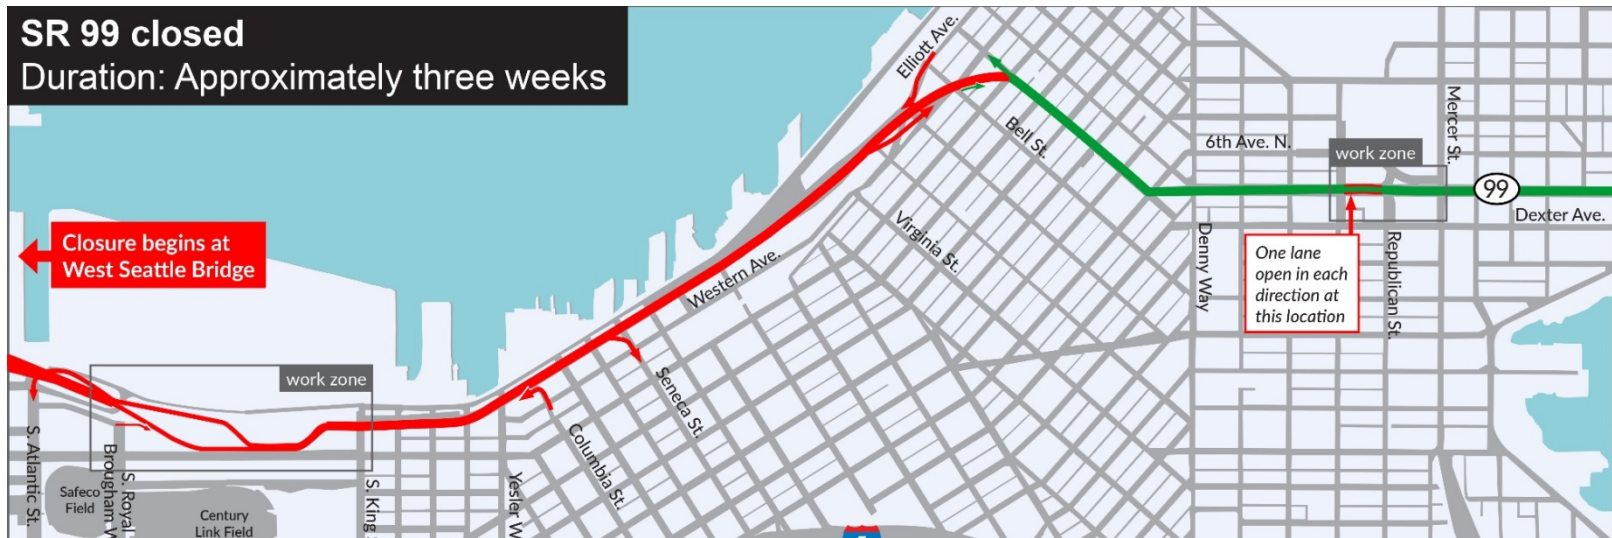 SR 99 closed
Duration: Approximately three weeks
Elliott Ave.
Mercer St.
Bell St.
6th Ave. N.
work zone
99
Dexter Ave.
Closure begins at
West Seattle Bridge
Virginia St.
Western Ave.
Denny Way
One lane
open in each
direction at
this location
Republican St.
work zone
Seneca St.
Columbia St.
S. Atlantic St.
S. Royal
Brougham W
S. King
Yesler W
Safeco
Field
Century
Link Field